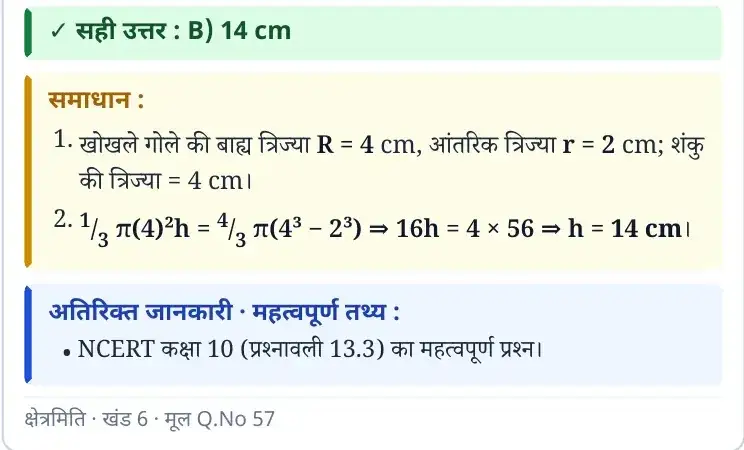 ✓ सही उत्तर : B) 14 cm
समाधान :
1. खोखले गोले की बाह्य त्रिज्या R = 4 cm, आंतरिक त्रिज्या r = 2 cm; शंकु
की त्रिज्या = 4 cm।
2. ¹/₃ π(4)²h = ⁴/₃ π(4³ − 2³) ⇒ 16h = 4 × 56 ⇒ h = 14 cm।
अतिरिक्त जानकारी · महत्वपूर्ण तथ्य :
• NCERT कक्षा 10 (प्रश्नावली 13.3) का महत्वपूर्ण प्रश्न।
क्षेत्रमिति · खंड 6 · मूल Q.No 57